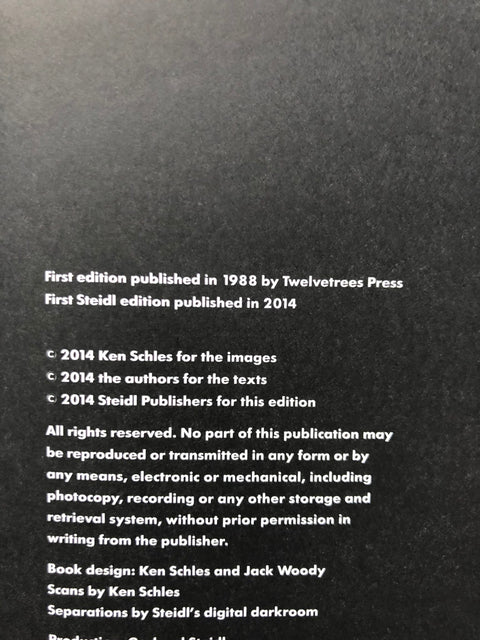 First edition published in 1988 by Twelvetrees Press
First Steidl edition published in 2014
© 2014 Ken Schles for the images
© 2014 the authors for the texts
© 2014 Steidl Publishers for this edition
All rights reserved. No part of this publication may
be reproduced or transmitted in any form or by
any means, electronic or mechanical, including
photocopy, recording or any other storage and
retrieval system, without prior permission in
writing from the publisher.
Book design: Ken Schles and Jack Woody
Scans by Ken Schles
Separations by Steidl's digital darkroom